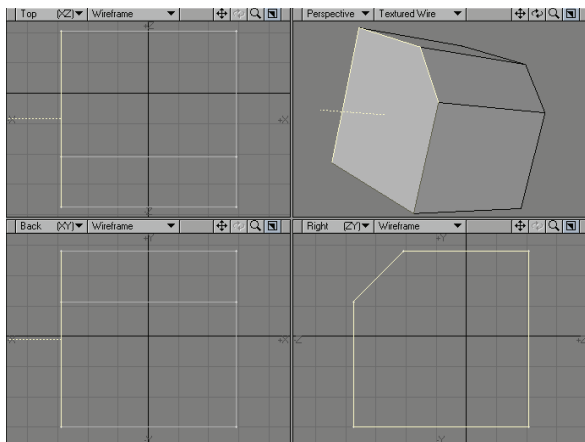 Top (XZ) Wireframe
Perspective Textured Wire
+Z
-X +X
-Z
Back (XY) Wireframe
Right (ZY) Wireframe
+Y
+Y
-X +X
-Z +Z
-Y
-Y